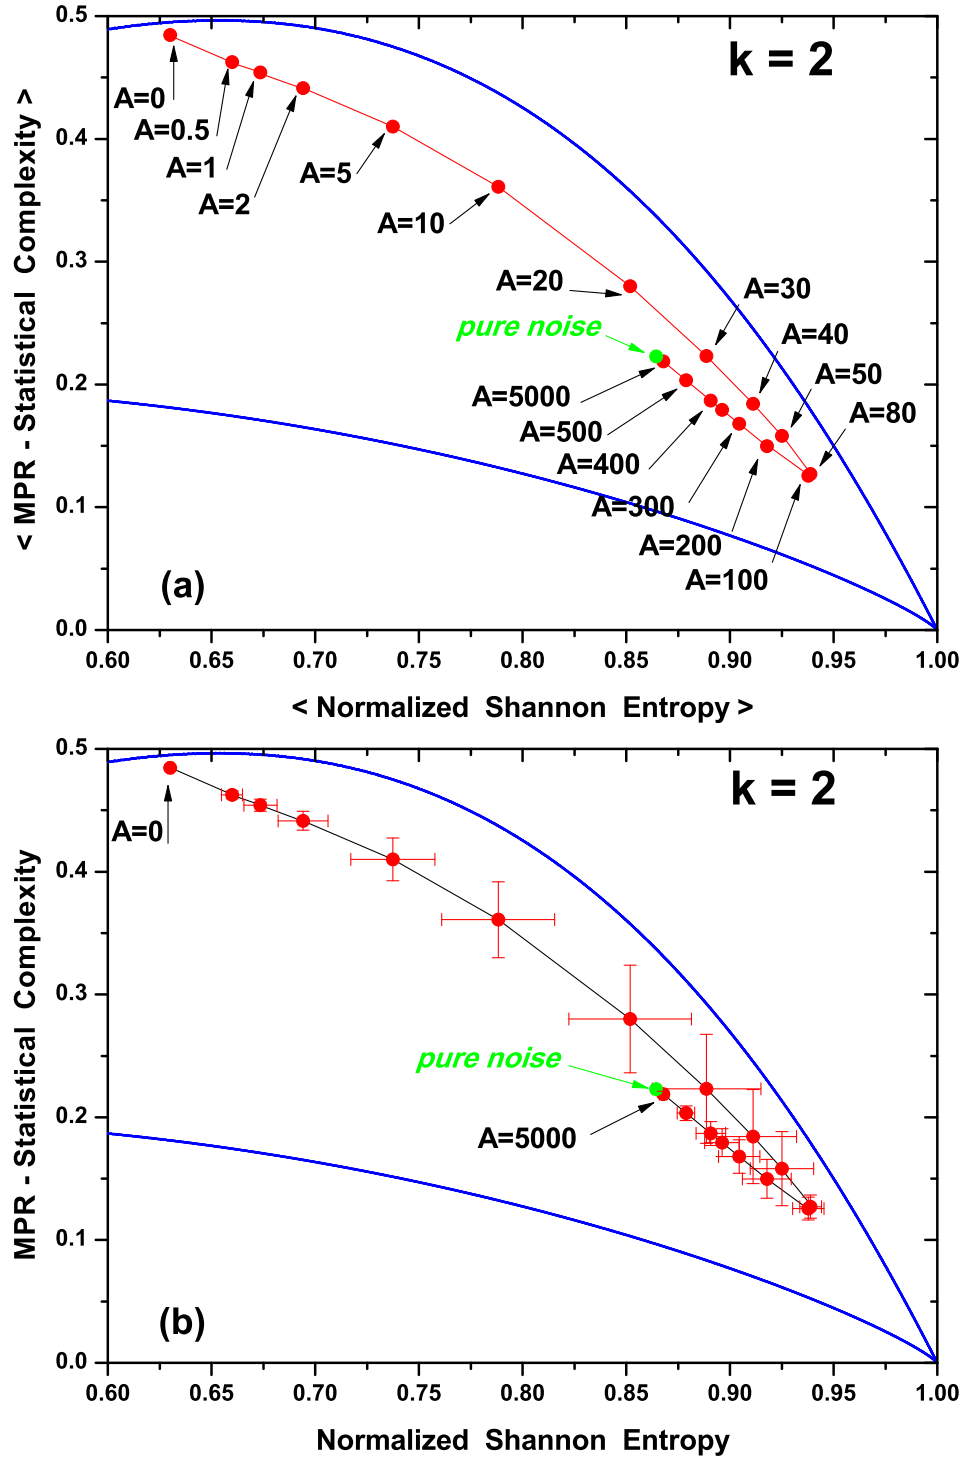 0.5
k = 2
A=0
A=0.5
0.4
A=1
A=5
A=2
A=10
0.3
A=20
A=30
pure noise
A=40
A=50
0.2
A=5000
A=80
A=500
A=400
A=300
0.1
A=200
A=100
(a)
0.0
0.60 0.65 0.70 0.75 0.80 0.85 0.90 0.95 1.00
< MPR - Statistical Complexity >
< Normalized Shannon Entropy >
0.5
k = 2
A=0
0.4
0.3
pure noise
0.2
A=5000
0.1
(b)
0.0
0.60 0.65 0.70 0.75 0.80 0.85 0.90 0.95 1.00
MPR - Statistical Complexity
Normalized Shannon Entropy